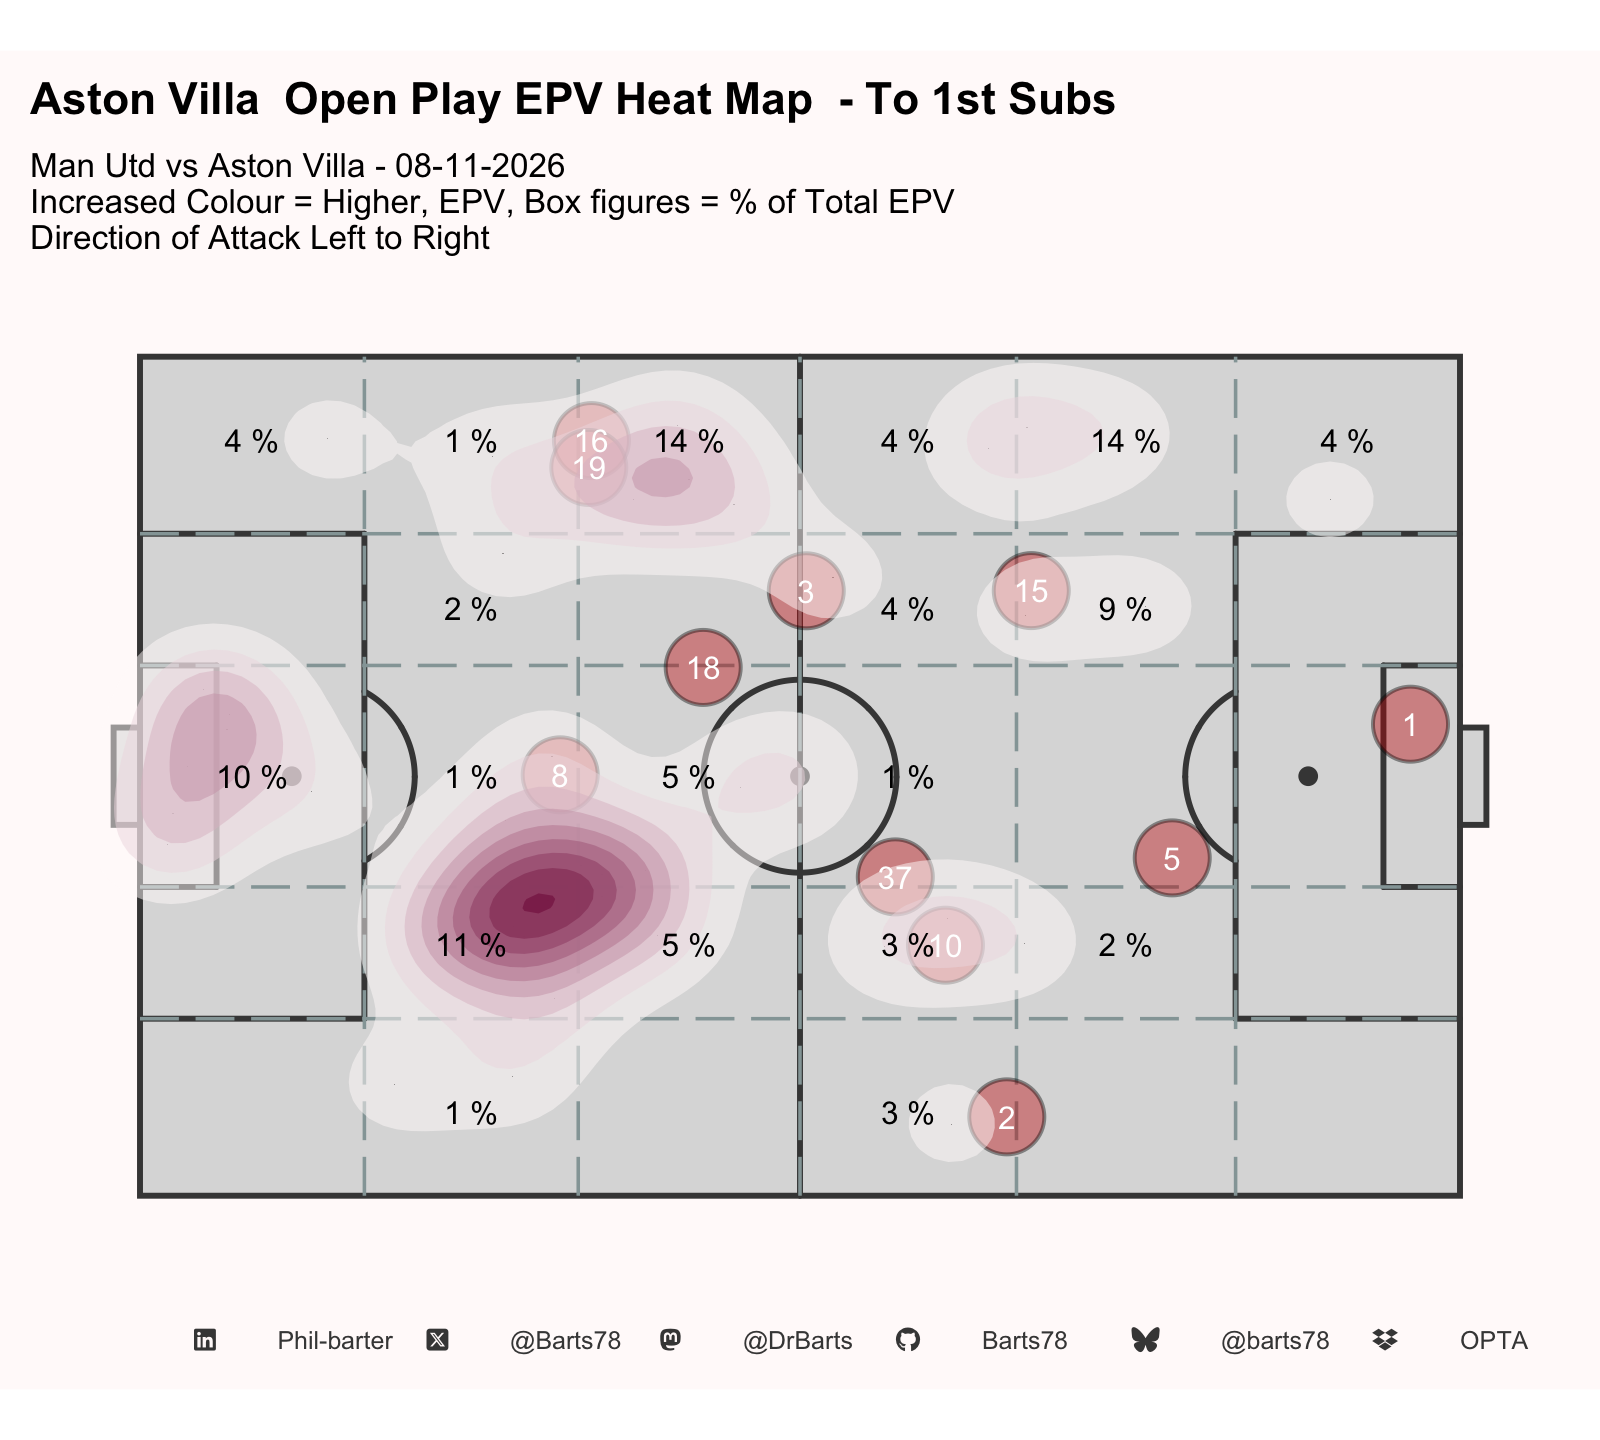 Aston Villa  Open Play EPV Heat Map  - To 1st Subs
Man Utd vs Aston Villa - 08-11-2026
Increased Colour = Higher, EPV, Box figures = % of Total EPV
Direction of Attack Left to Right
4 % 1 % 16 14 % 4 % 14 % 4 %
19
3 15
2 % 4 % 9 %
18
1
10 % 1 % 8 5 % 1 %
5
37
11 % 5 % 3 % 10 2 %
1 % 3 % 2
Phil-barter @Barts78 @DrBarts Barts78 @barts78 OPTA